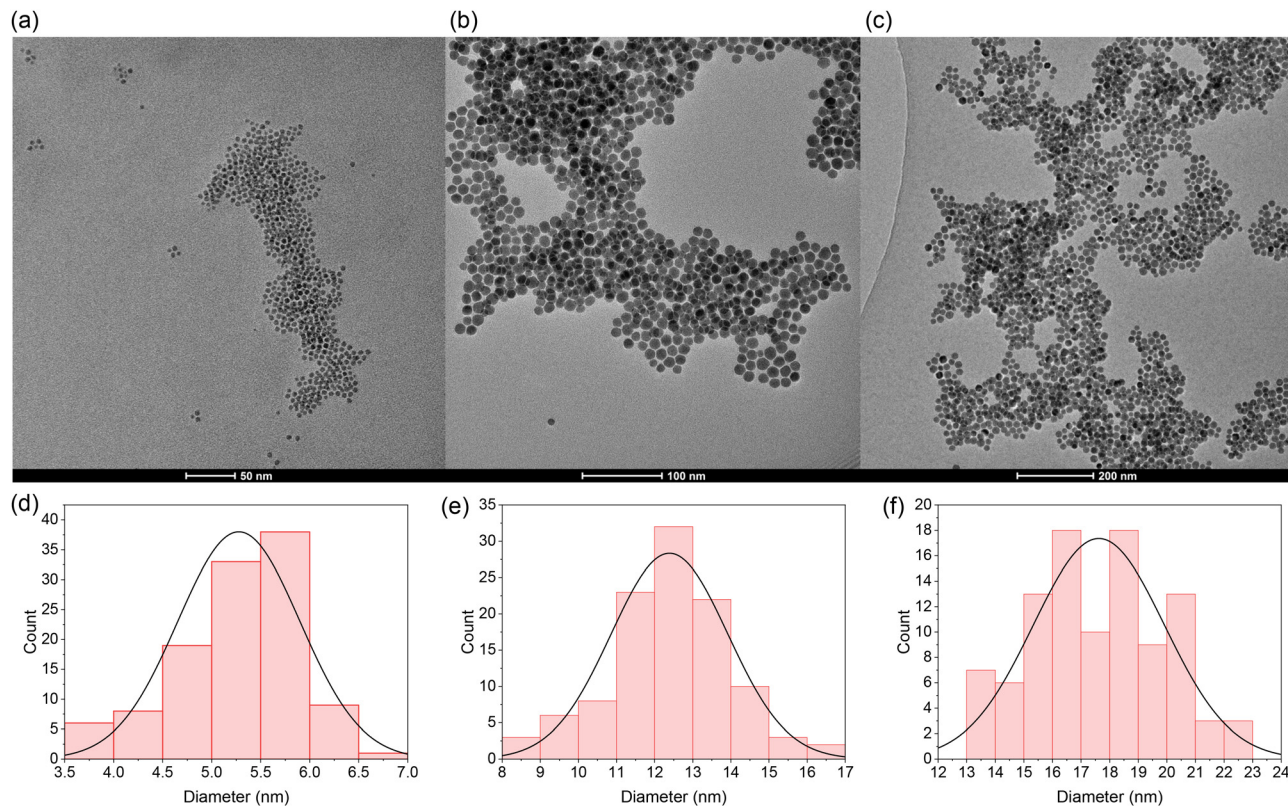 (a) (b) (c)
50 nm 100 nm 200 nm
(d)
Count
40
35
30
25
20
15
10
5
0
3.5 4.0 4.5 5.0 5.5 6.0 6.5 7.0
Diameter (nm)
(e)
Count
35
30
25
20
15
10
5
0
8 9 10 11 12 13 14 15 16 17
Diameter (nm)
(f)
Count
20
18
16
14
12
10
8
6
4
2
0
12 13 14 15 16 17 18 19 20 21 22 23 24
Diameter (nm)